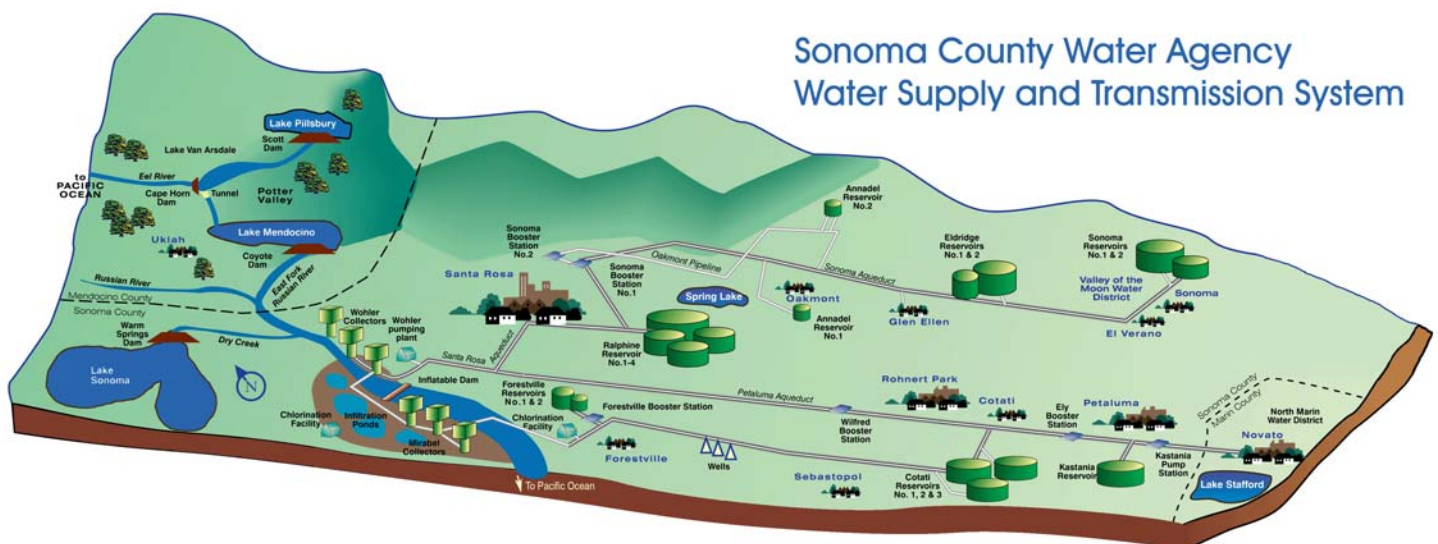 Sonoma County Water Agency
Water Supply and Transmission System
Lake Pillsbury
Scott
Dam
Lake Van Arsdale
to
PACIFIC
OCEAN
Eel River
Cape Horn
Dam
Tunnel
Potter
Valley
Lake Mendocino
Ukiah
Coyote
Dam
East Fork
Russian River
Russian River
Mendocino County
Sonoma County
Warm
Springs
Dam
Dry Creek
Lake
Sonoma
N
Wohler
Collectors
Wohler
pumping
plant
Santa Rosa
Aqueduct
Inflatable Dam
Chlorination
Facility
Infiltration
Ponds
Mirabel
Collectors
To Pacific Ocean
Sonoma
Booster
Station
No.2
Santa Rosa
Sonoma
Booster
Station
No.1
Oakmont Pipeline
Annadel
Reservoir
No.2
Sonoma Aqueduct
Spring Lake
Oakmont
Annadel
Reservoir
No.1
Ralphine
Reservoir
No.1-4
Eldridge
Reservoirs
No.1 & 2
Glen Ellen
Sonoma
Reservoirs
No.1 & 2
Valley of the
Moon Water
District
Sonoma
El Verano
Forestville
Reservoirs
No.1 & 2
Chlorination
Facility
Forestville Booster Station
Forestville
Wells
Petaluma Aqueduct
Wilfred
Booster
Station
Rohnert Park
Cotati
Sebastopol
Cotati
Reservoirs
No. 1, 2 & 3
Ely
Booster
Station
Petaluma
Kastania
Reservoir
Kastania
Pump
Station
Sonoma County
Marin County
North Marin
Water District
Novato
Lake Stafford